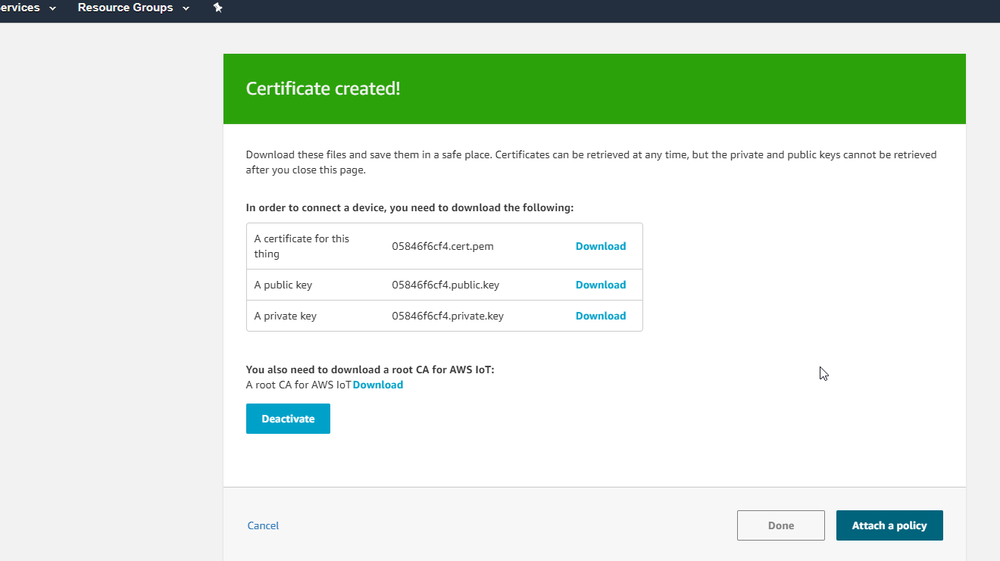 ervices Resource Groups
Certificate created!
Download these files and save them in a safe place. Certificates can be retrieved at any time, but the private and public keys cannot be retrieved
after you close this page.
In order to connect a device, you need to download the following:
A certificate for this
thing
05846f6cf4.cert.pem Download
A public key 05846f6cf4.public.key Download
A private key 05846f6cf4.private.key Download
You also need to download a root CA for AWS IoT:
A root CA for AWS IoT Download
Deactivate
Cancel Done Attach a policy